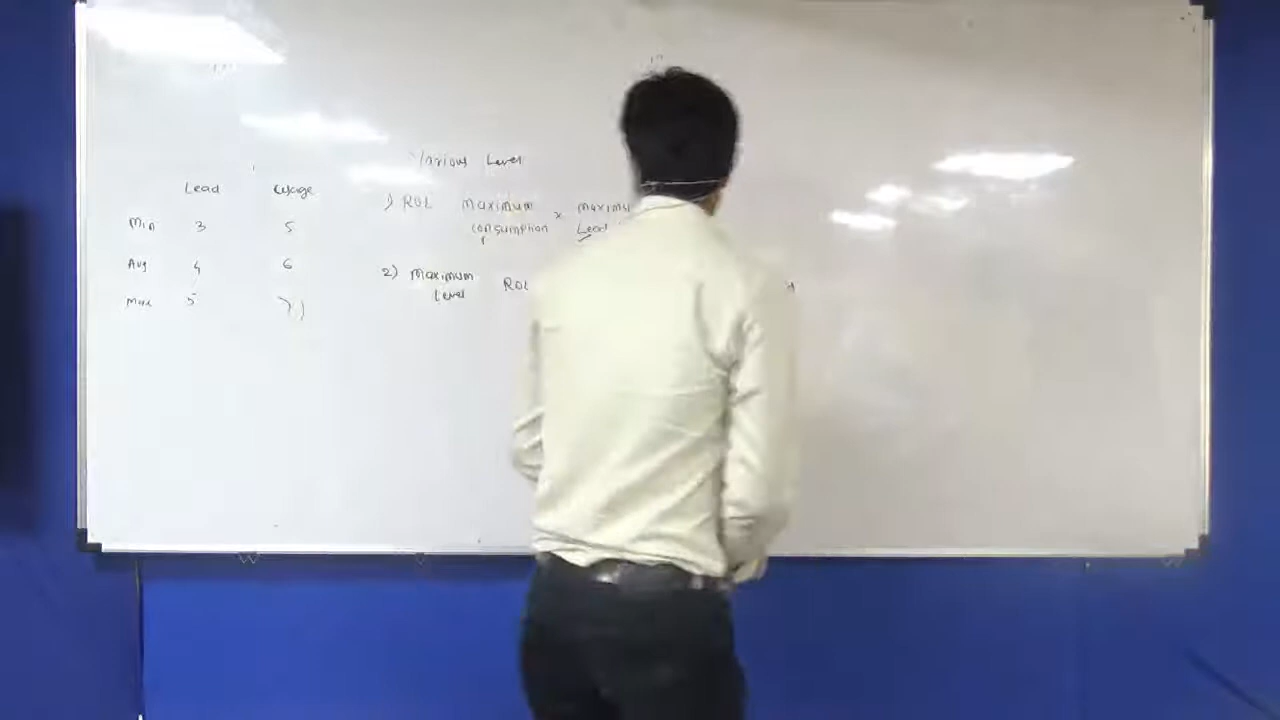 Various Level
Lead Usage
Min 3 5
Avg 4 6
Max 5 7
1) ROL Maximum × maximu
Consumption Lead
2) Maximum ROL
Level